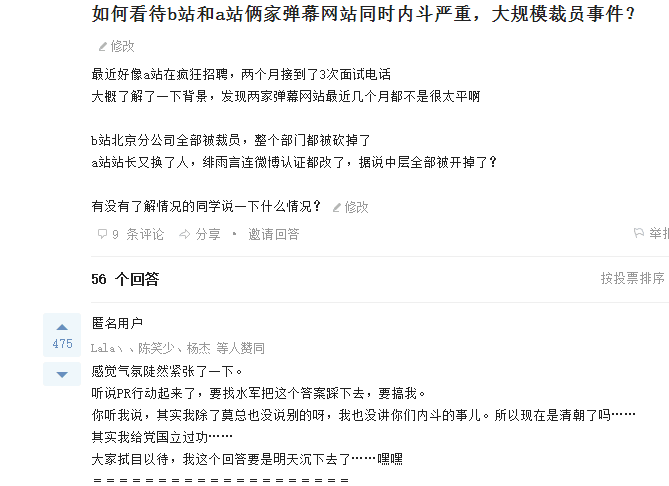 如何看待b站和a站俩家弹幕网站同时内斗严重，大规模裁员事件？
修改
最近好像a站在疯狂招聘，两个月接到了3次面试电话
大概了解了一下背景，发现两家弹幕网站最近几个月都不是很太平啊
b站北京分公司全部被裁员，整个部门都被砍掉了
a站站长又换了人，绯雨言连微博认证都改了，据说中层全部被开掉了？
有没有了解情况的同学说一下什么情况？ 修改
9 条评论 分享 • 邀请回答 举报
56 个回答 按投票排序
匿名用户
475
Lala丶、陈笑少、杨杰 等人赞同
感觉气氛陡然紧张了一下。
听说PR行动起来了，要找水军把这个答案踩下去，要搞我。
你听我说，其实我除了莫总也没说别的呀，我也没讲你们内斗的事儿。所以现在是清朝了吗……
其实我给党国立过功……
大家拭目以待，我这个回答要是明天沉下去了……嘿嘿
＝＝＝＝＝＝＝＝＝＝＝＝＝＝＝＝＝＝＝＝